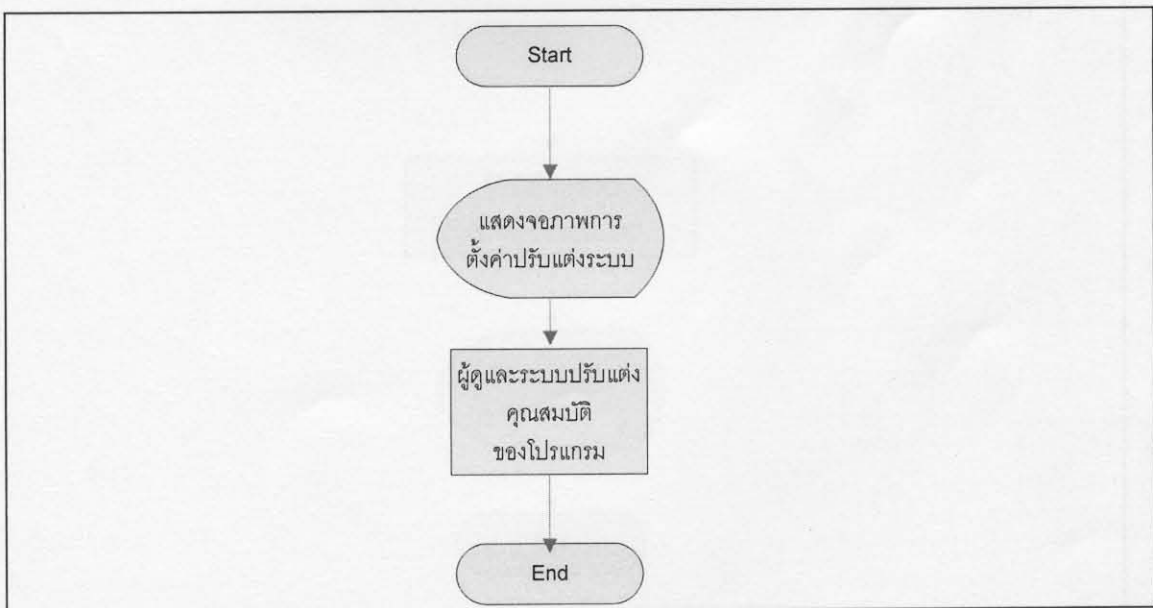 Start
แสดงจอภาพการ
ตั้งค่าปรับแต่งระบบ
ผู้ดูและระบบปรับแต่ง
คุณสมบัติ
ของโปรแกรม
End